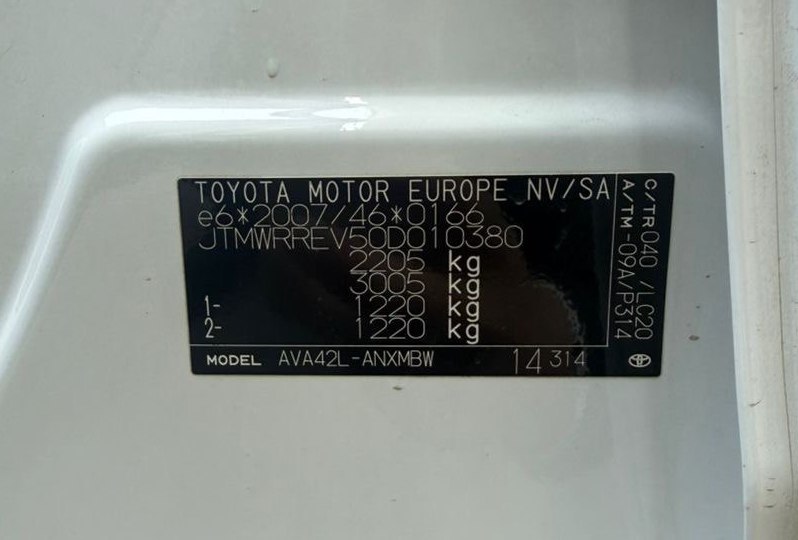 TOYOTA MOTOR EUROPE NV/SA
e6*2007/46*0166
JTMWRREV50D010380
2205 kg
3005 kg
1- 1220 kg
2- 1220 kg
MODEL AVA42L-ANXMBW 14 314
C/TR 040 /LC20
A/TM -09A/P314